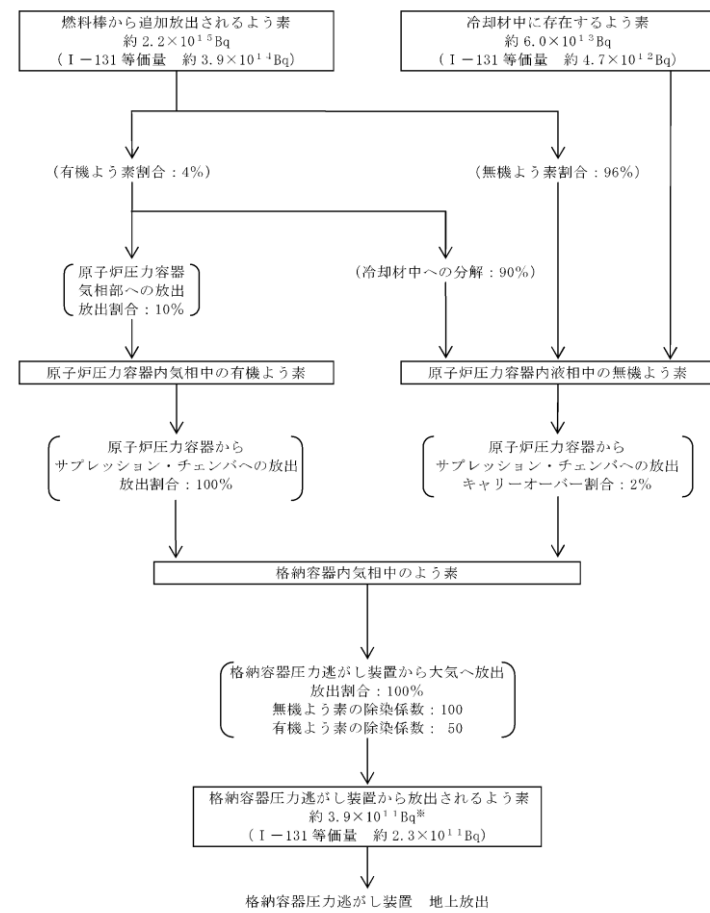 燃料棒から追加放出されるよう素
約2.2×10¹⁵Bq
(I－131等価量　約3.9×10¹⁴Bq)
冷却材中に存在するよう素
約6.0×10¹³Bq
(I－131等価量　約4.7×10¹²Bq)
(有機よう素割合：4%)
(無機よう素割合：96%)
原子炉圧力容器
気相部への放出
放出割合：10%
(冷却材中への分解：90%)
原子炉圧力容器内気相中の有機よう素
原子炉圧力容器内液相中の無機よう素
原子炉圧力容器から
サプレッション・チェンバへの放出
放出割合：100%
原子炉圧力容器から
サプレッション・チェンバへの放出
キャリーオーバー割合：2%
格納容器内気相中のよう素
格納容器圧力逃がし装置から大気へ放出
放出割合：100%
無機よう素の除染係数：100
有機よう素の除染係数：　50
格納容器圧力逃がし装置から放出されるよう素
約3.9×10¹¹Bq※
(I－131等価量　約2.3×10¹¹Bq)
格納容器圧力逃がし装置　地上放出